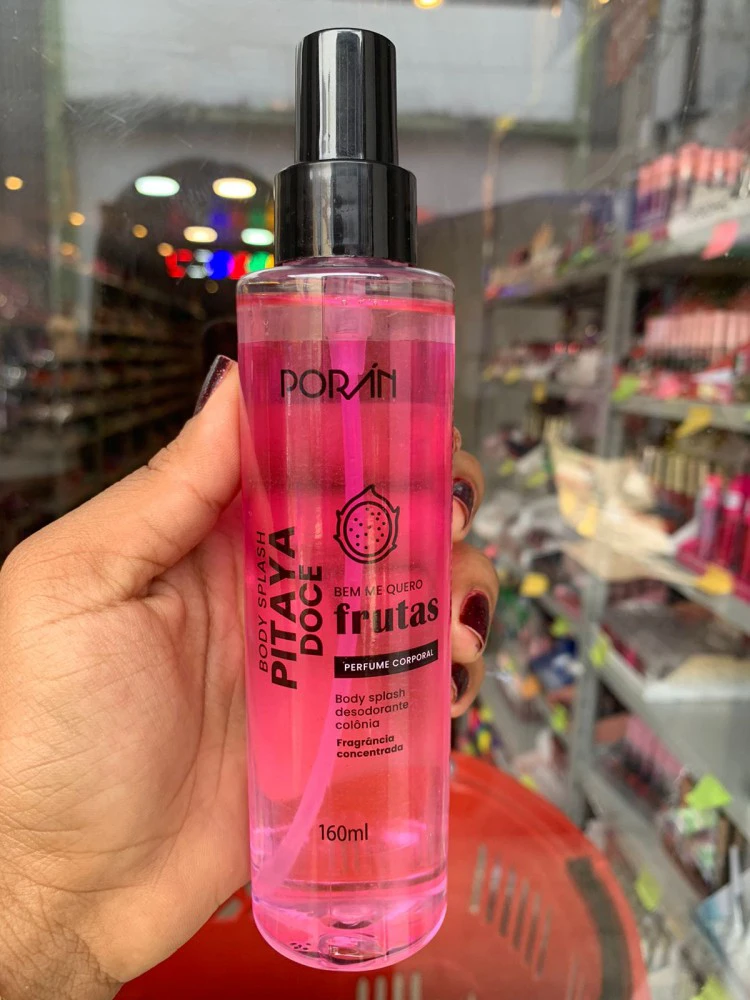 PORÁN
BODY SPLASH
PITAYA
DOCE
BEM ME QUERO
frutas
PERFUME CORPORAL
Body splash
desodorante
colônia
Fragrância
concentrada
160ml